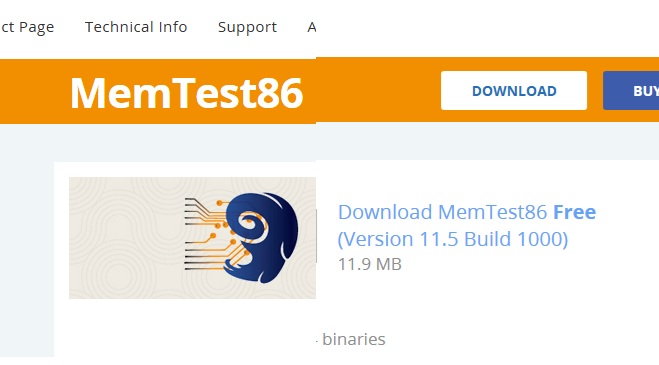 ct Page Technical Info Support A
MemTest86
DOWNLOAD
BUY
Download MemTest86 Free
(Version 11.5 Build 1000)
11.9 MB
- binaries